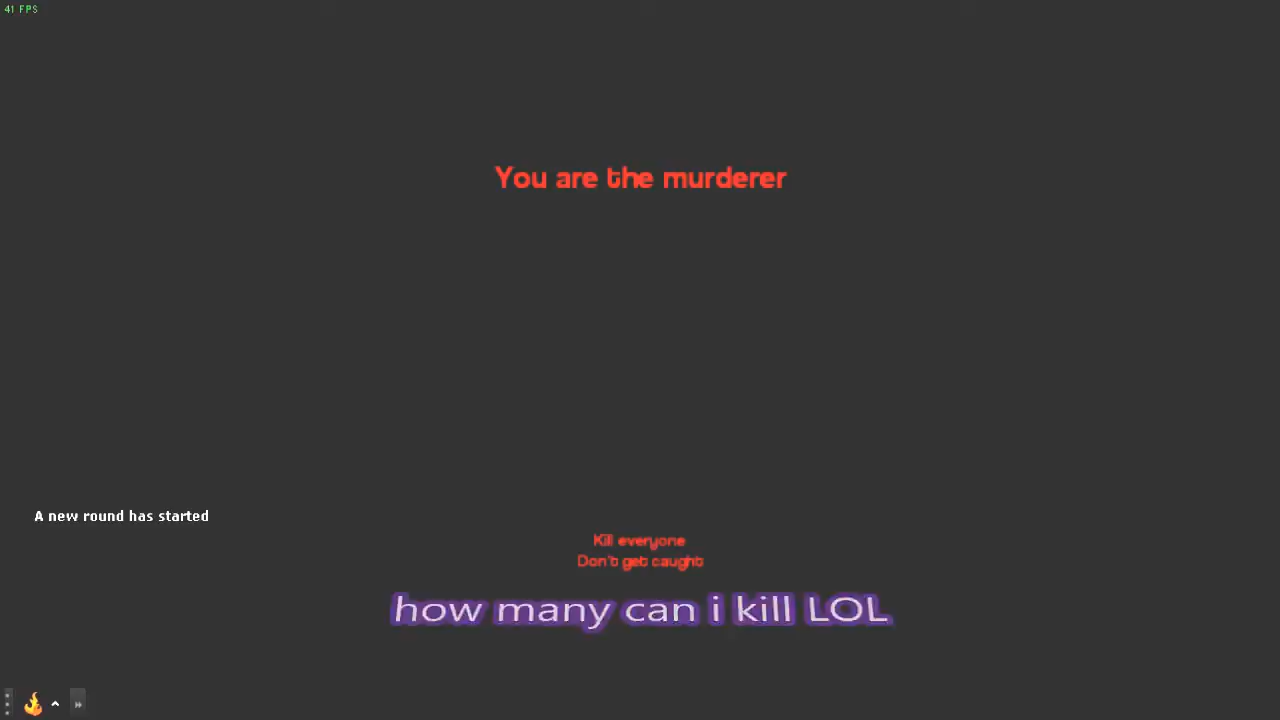 41 FPS
You are the murderer
A new round has started
Kill everyone
Don't get caught
how many can i kill LOL